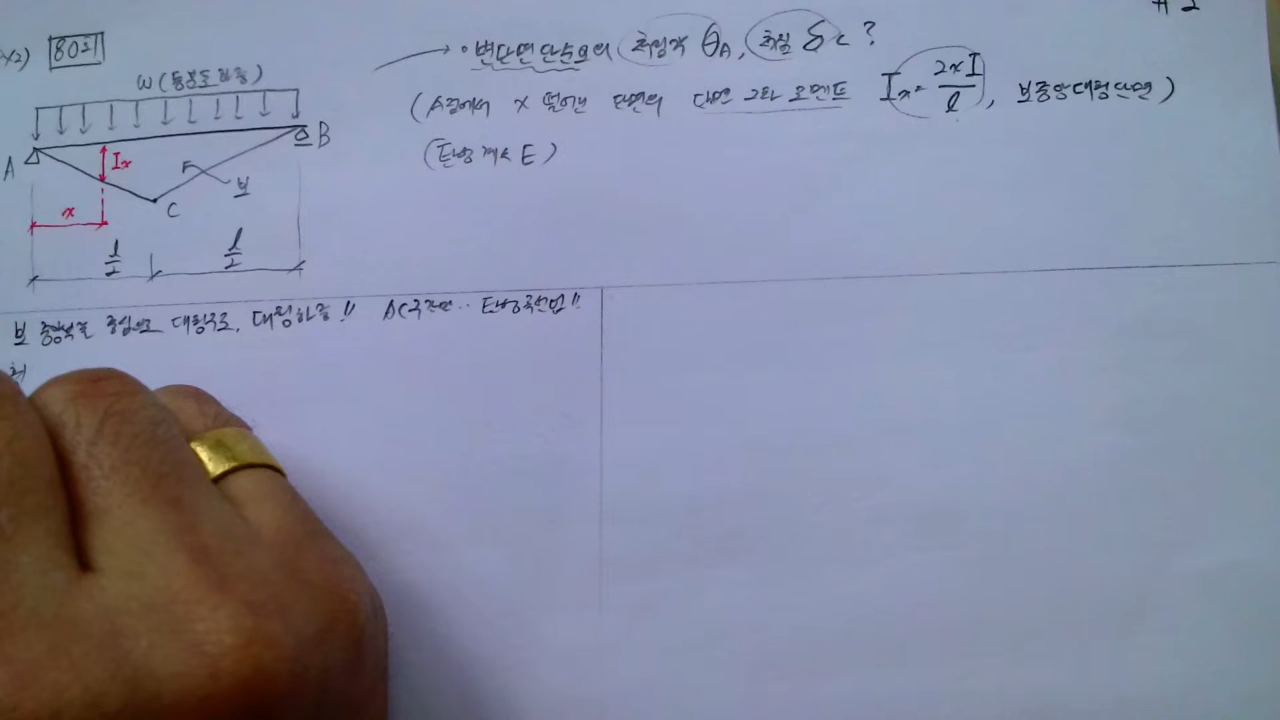 80회
변단면 단순보의 처짐각 θA, 처짐 δc?
(A점에서 x 떨어진 단면의 단면 2차 모멘트 Ix = 2xI/l, 보 중앙 대칭단면)
(탄성계수 E)
ω(등분포하중)
A
B
Ix
보
C
x
l/2
l/2
보 중앙부를 중심으로 대칭구조, 대칭하중!! AC구간만.. 탄성곡선법!!